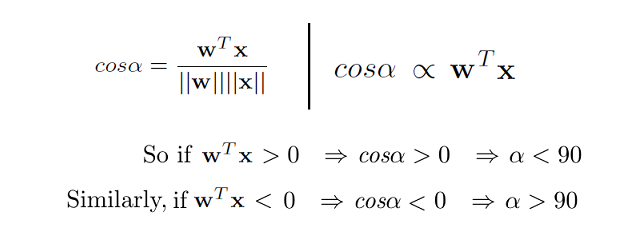 cosα = wᵀx / ||w||||x|| | cosα ∝ wᵀx
So if wᵀx > 0 ⇒ cosα > 0 ⇒ α < 90
Similarly, if wᵀx < 0 ⇒ cosα < 0 ⇒ α > 90